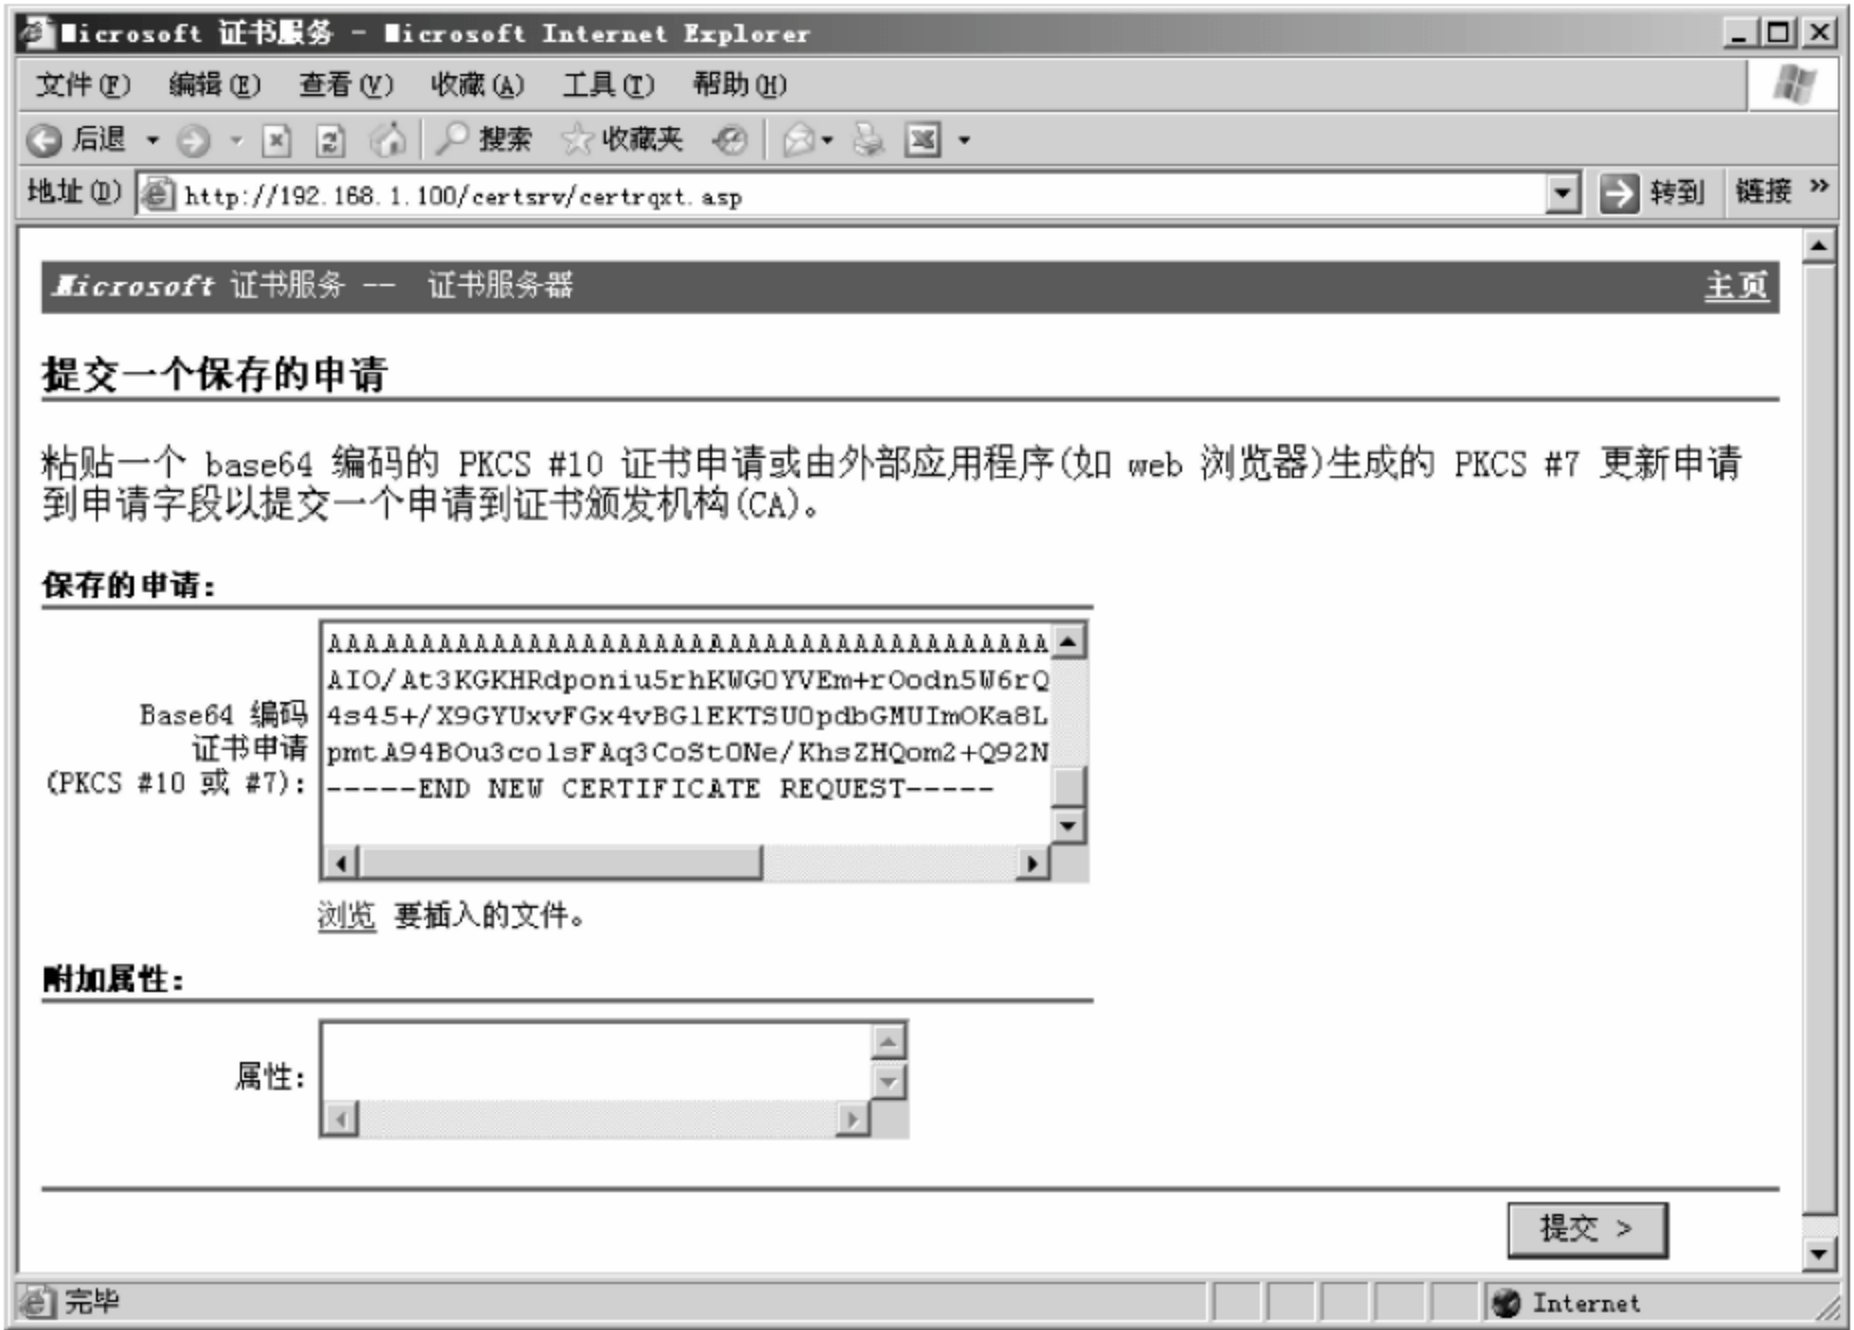 Microsoft 证书服务 - Microsoft Internet Explorer
文件(F) 编辑(E) 查看(V) 收藏(A) 工具(T) 帮助(H)
后退 搜索 收藏夹
地址(D) http://192.168.1.100/certsrv/certrqxt.asp 转到 链接 »
Microsoft 证书服务 -- 证书服务器 主页
提交一个保存的申请
粘贴一个 base64 编码的 PKCS #10 证书申请或由外部应用程序(如 web 浏览器)生成的 PKCS #7 更新申请
到申请字段以提交一个申请到证书颁发机构(CA)。
保存的申请:
Base64 编码
证书申请
(PKCS #10 或 #7):
AAAAAAAAAAAAAAAAAAAAAAAAAAAAAAAAAAAAAAAA
AIO/At3KGKHRdponiu5rhKWGOYVEm+rOodn5W6rQ
4s45+/X9GYUxvFGx4vBGlEKTSUOpdbGMUImOKa8L
pmtA94BOu3colsFAq3CoStONe/KhsZHQom2+Q92N
-----END NEW CERTIFICATE REQUEST-----
浏览 要插入的文件。
附加属性:
属性:
提交 >
完毕 Internet